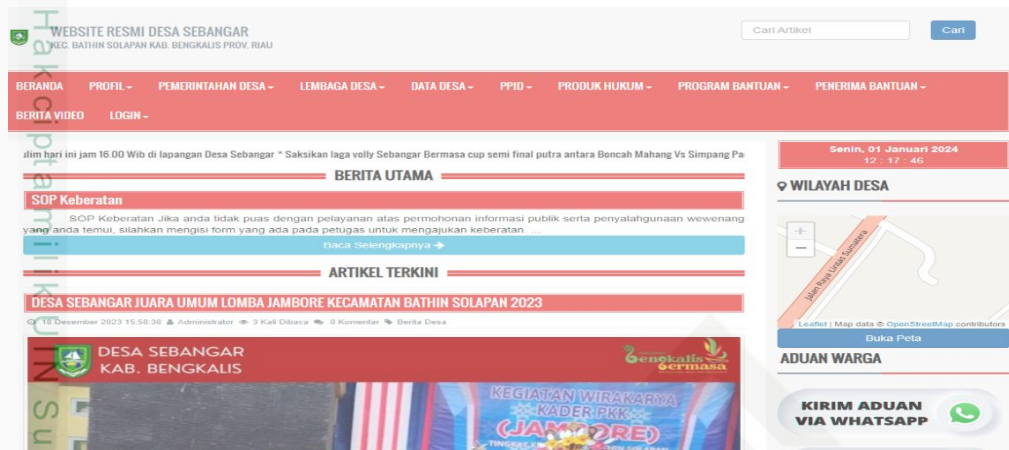 WEBSITE RESMI DESA SEBANGAR
KEC. BATHIN SOLAPAN KAB. BENGKALIS PROV. RIAU
Cari Artikel
Cari
BERANDA PROFIL PEMERINTAHAN DESA LEMBAGA DESA DATA DESA PPID PRODUK HUKUM PROGRAM BANTUAN PENERIMA BANTUAN
BERITA VIDEO LOGIN
hari ini jam 16.00 Wib di lapangan Desa Sebangar * Saksikan laga volly Sebangar Bermasa cup semi final putra antara Boncah Mahang Vs Simpang
BERITA UTAMA
SOP Keberatan
SOP Keberatan Jika anda tidak puas dengan pelayanan atas permohonan informasi publik serta penyalahgunaan wewenang
yang anda temui, silahkan mengisi form yang ada pada petugas untuk mengajukan keberatan. ...
Baca Selengkapnya →
ARTIKEL TERKINI
DESA SEBANGAR JUARA UMUM LOMBA JAMBORE KECAMATAN BATHIN SOLAPAN 2023
18 Desember 2023 15:58:38 Administrator 3 Kali Dibaca 0 Komentar Berita Desa
DESA SEBANGAR
KAB. BENGKALIS
Bengkalis
Bermasa
KEGIATAN WIRAKARYA
KADER PKK
(JAMBORE)
Senin, 01 Januari 2024
12 : 17 : 46
WILAYAH DESA
+
−
Jalan Raya Lintas Sumatera
Leaflet | Map data © OpenStreetMap contributors
Buka Peta
ADUAN WARGA
KIRIM ADUAN
VIA WHATSAPP
Hak cipta milik UIN Su